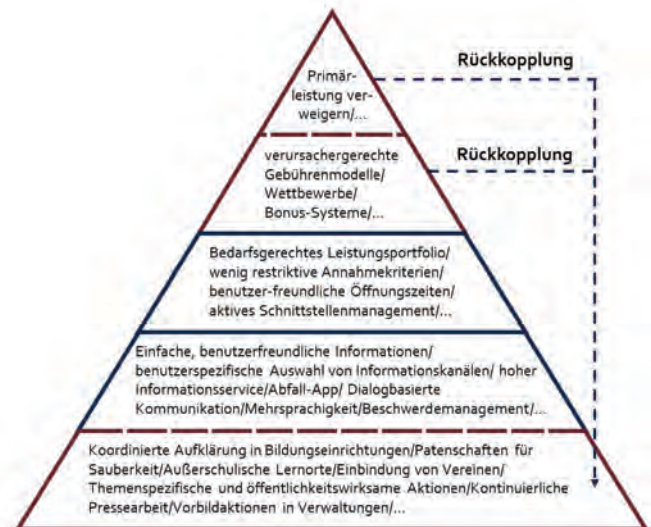 Primär-
leistung ver-
weigern/...
Rückkopplung
verursachergerechte
Gebührenmodelle/
Wettbewerbe/
Bonus-Systeme/...
Rückkopplung
Bedarfsgerechtes Leistungsportfolio/
wenig restriktive Annahmekriterien/
benutzer-freundliche Öffnungszeiten/
aktives Schnittstellenmanagement/...
Einfache, benutzerfreundliche Informationen/
benutzerspezifische Auswahl von Informationskanälen/ hoher
Informationsservice/Abfall-App/ Dialogbasierte
Kommunikation/Mehrsprachigkeit/Beschwerdemanagement/...
Koordinierte Aufklärung in Bildungseinrichtungen/Patenschaften für
Sauberkeit/Außerschulische Lernorte/Einbindung von Vereinen/
Themenspezifische und öffentlichkeitswirksame Aktionen/Kontinuierliche
Pressearbeit/Vorbildaktionen in Verwaltungen/...